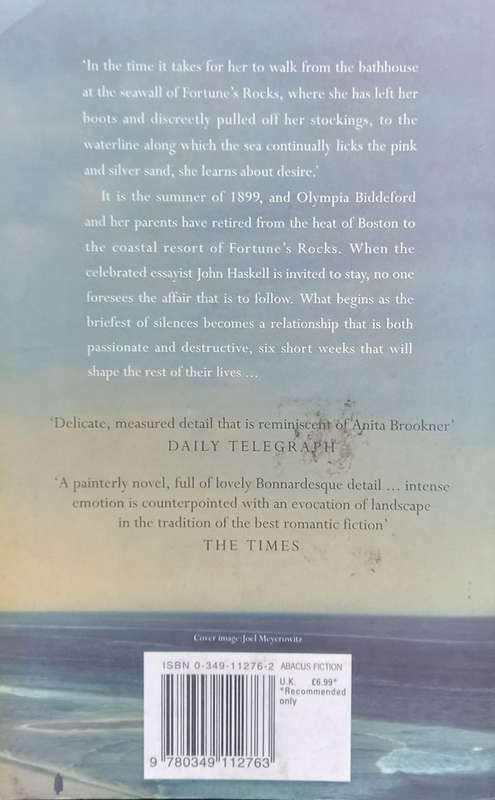 ‘In the time it takes for her to walk from the bathhouse
at the seawall of Fortune’s Rocks, where she has left her
boots and discreetly pulled off her stockings, to the
waterline along which the sea continually licks the pink
and silver sand, she learns about desire.’
It is the summer of 1899, and Olympia Biddeford
and her parents have retired from the heat of Boston to
the coastal resort of Fortune’s Rocks. When the
celebrated essayist John Haskell is invited to stay, no one
foresees the affair that is to follow. What begins as the
briefest of silences becomes a relationship that is both
passionate and destructive, six short weeks that will
shape the rest of their lives ...
‘Delicate, measured detail that is reminiscent of Anita Brookner’
DAILY TELEGRAPH
‘A painterly novel, full of lovely Bonnardesque detail ... intense
emotion is counterpointed with an evocation of landscape
in the tradition of the best romantic fiction’
THE TIMES
Cover image: Joel Meyerowitz
ISBN 0-349-11276-2 ABACUS FICTION
U.K. £6.99*
*Recommended
only
9 780349 112763